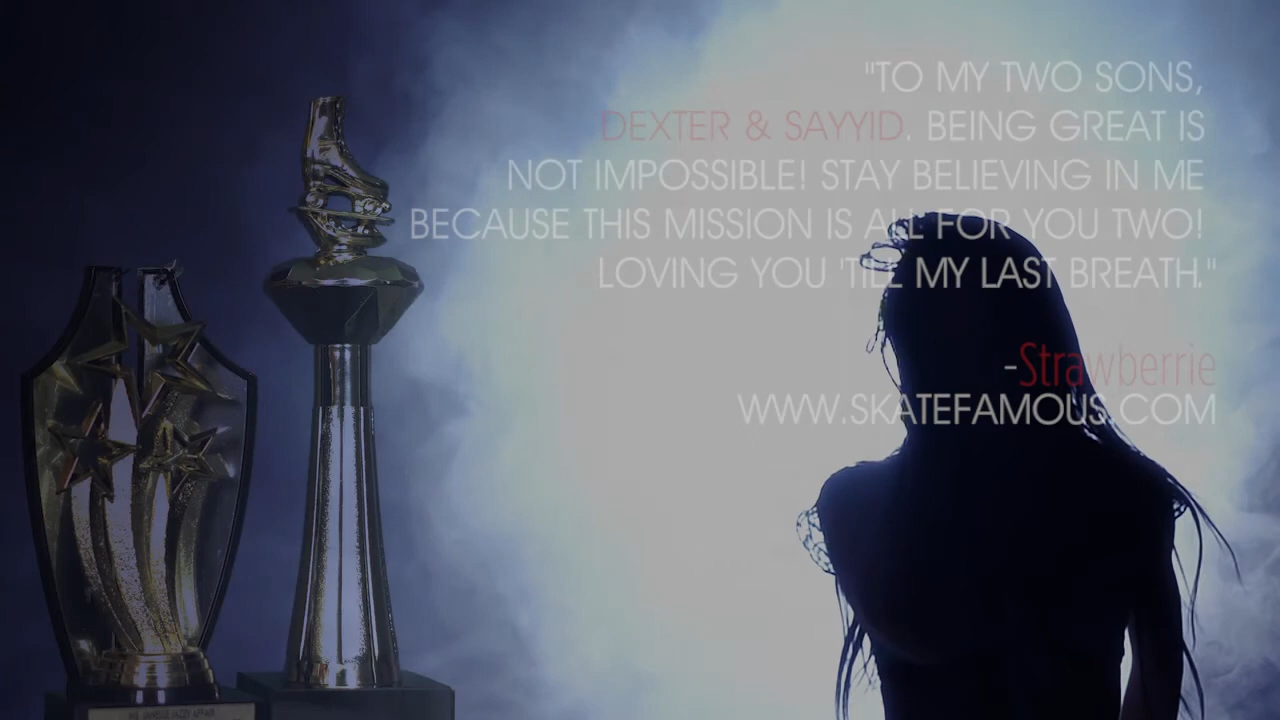 "TO MY TWO SONS,
DEXTER & SAYYID. BEING GREAT IS
NOT IMPOSSIBLE! STAY BELIEVING IN ME
BECAUSE THIS MISSION IS ALL FOR YOU TWO!
LOVING YOU 'TILL MY LAST BREATH."
-Strawberrie
WWW.SKATEFAMOUS.COM